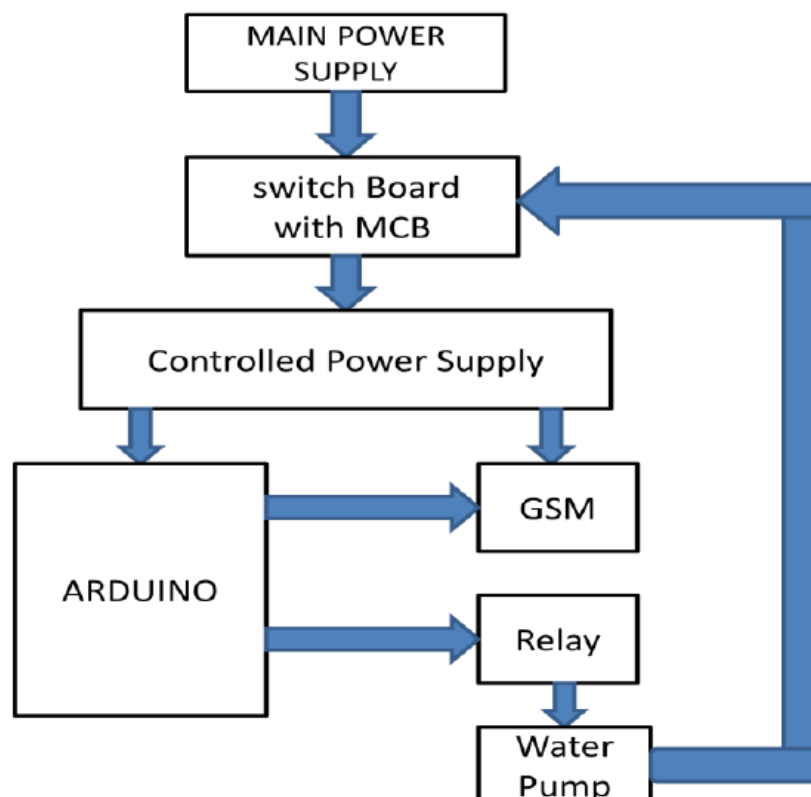 MAIN POWER
SUPPLY
switch Board
with MCB
Controlled Power Supply
GSM
ARDUINO
Relay
Water
Pump